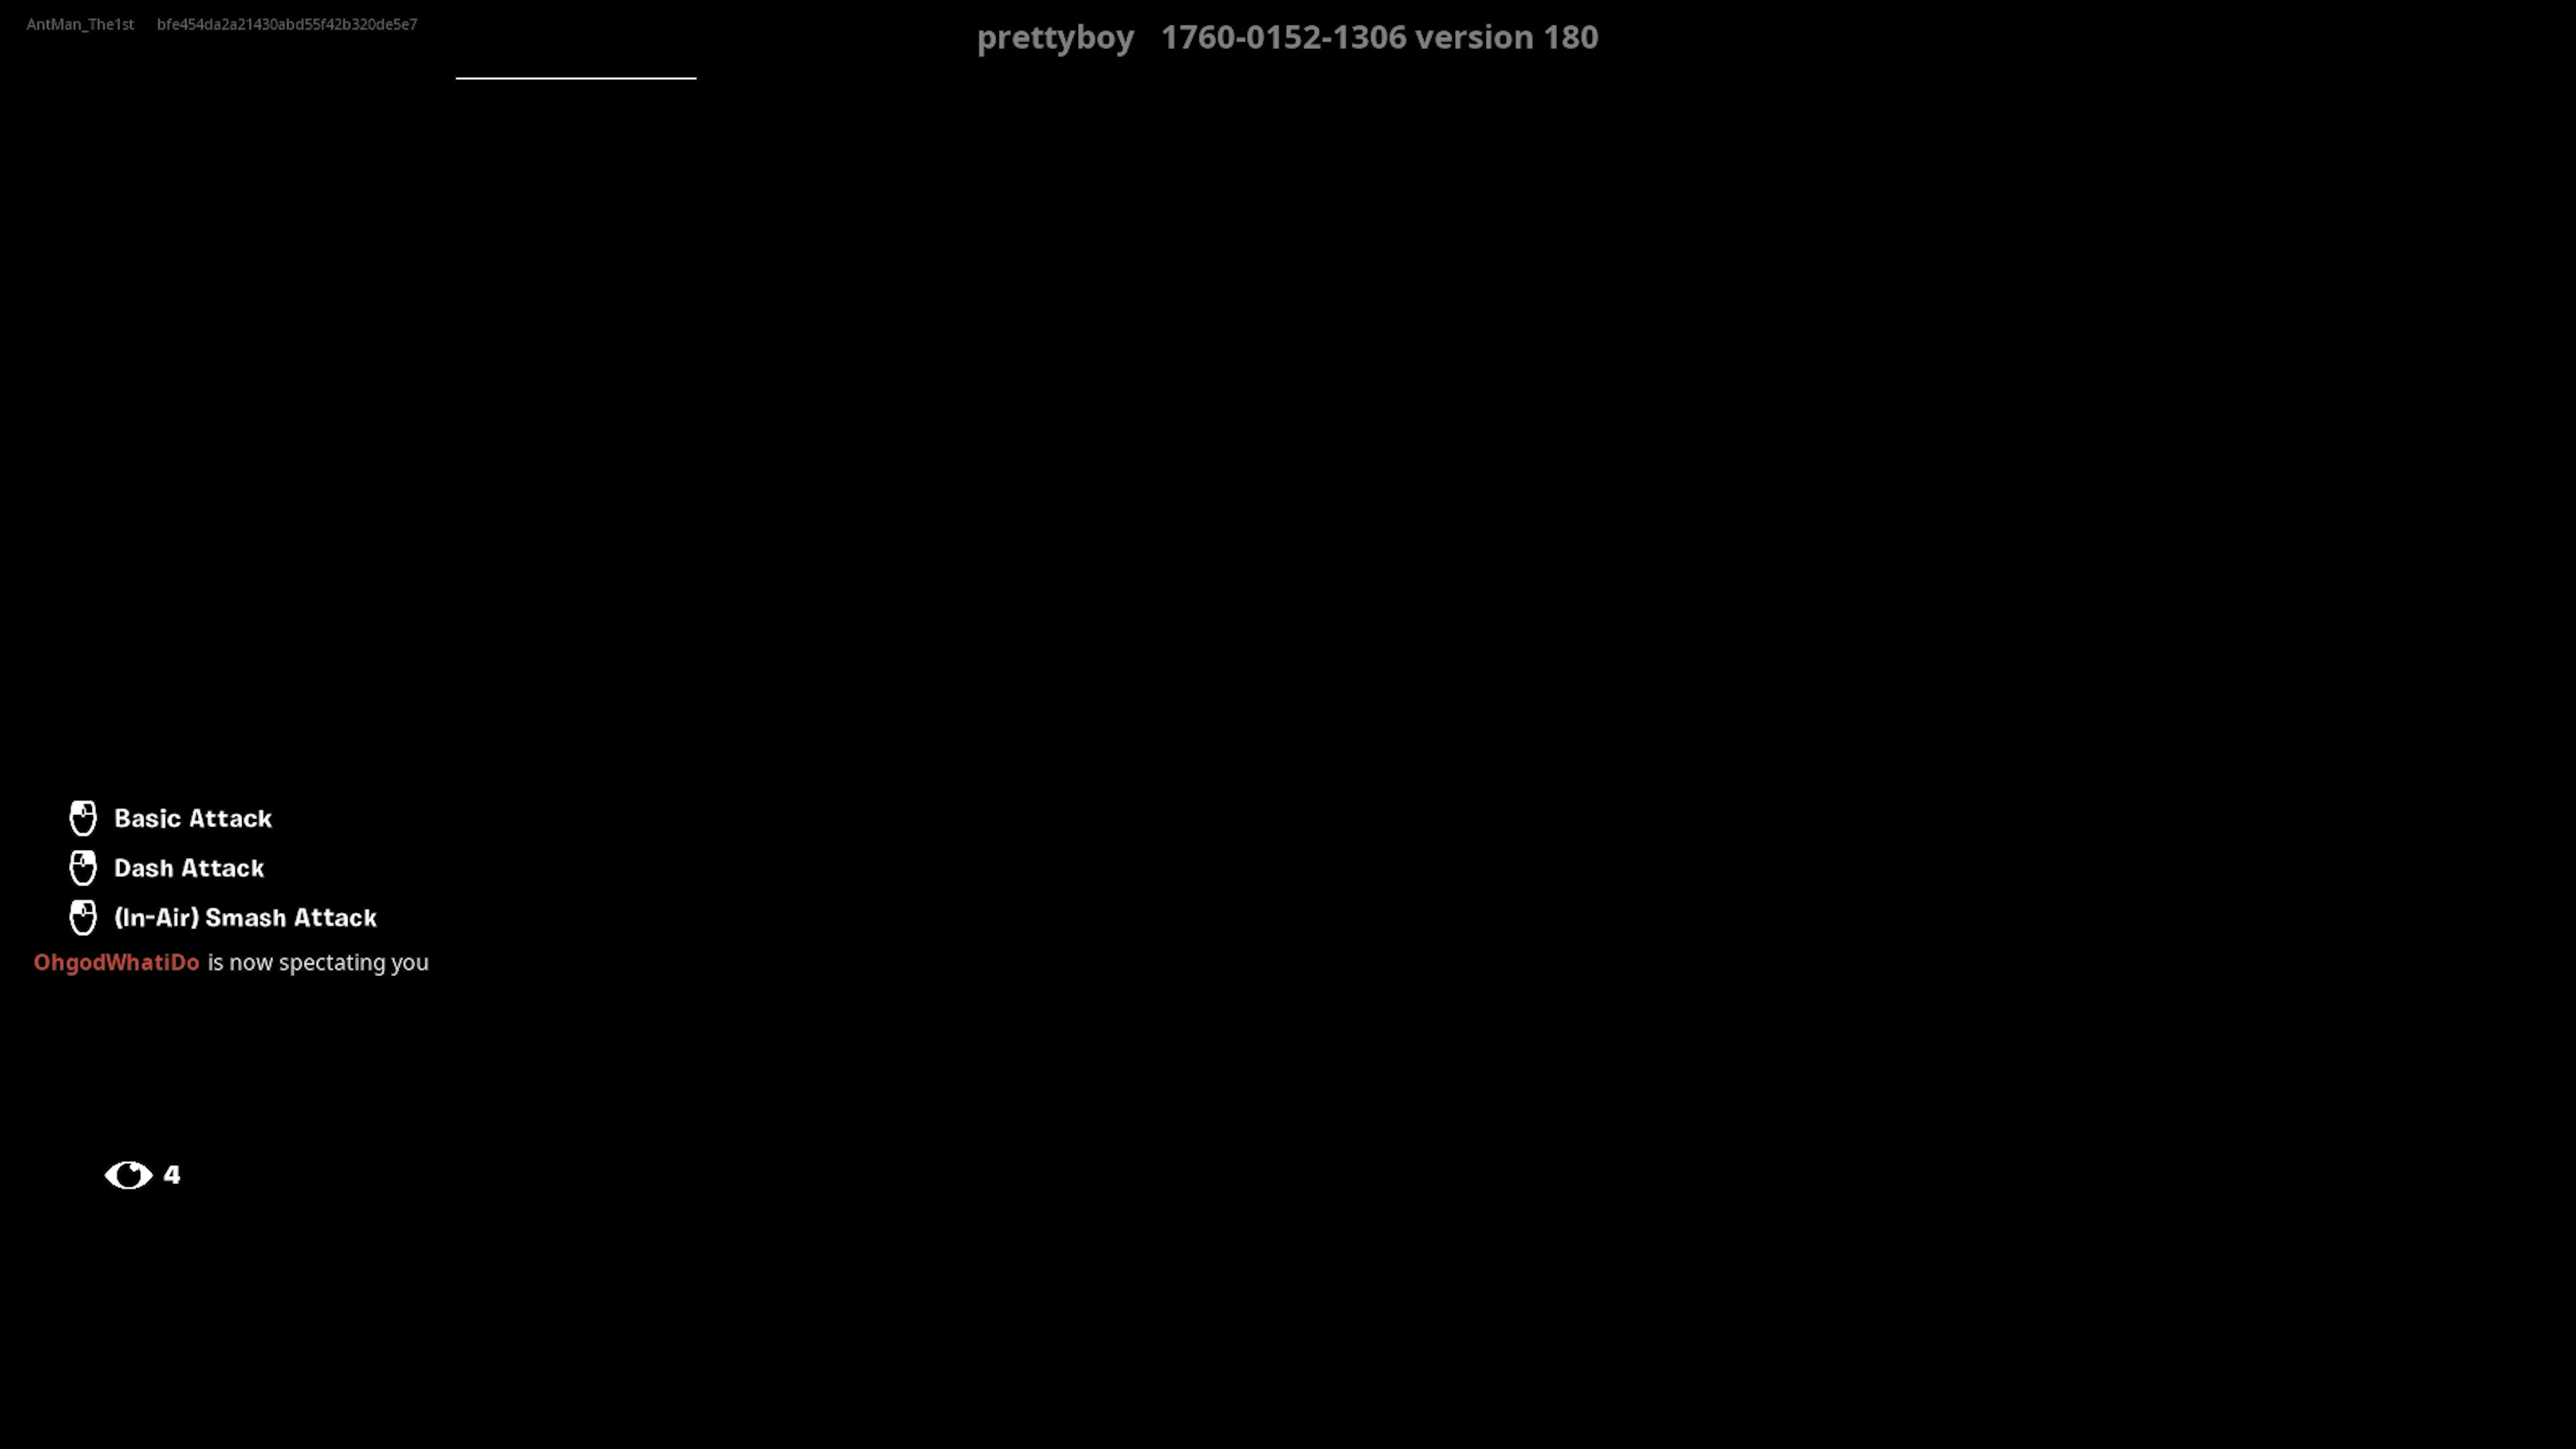 AntMan_The1st bfe454da2a21430abd55f42b320de5e7
prettyboy 1760-0152-1306 version 180
Basic Attack
Dash Attack
(In-Air) Smash Attack
OhgodWhatiDo is now spectating you
4